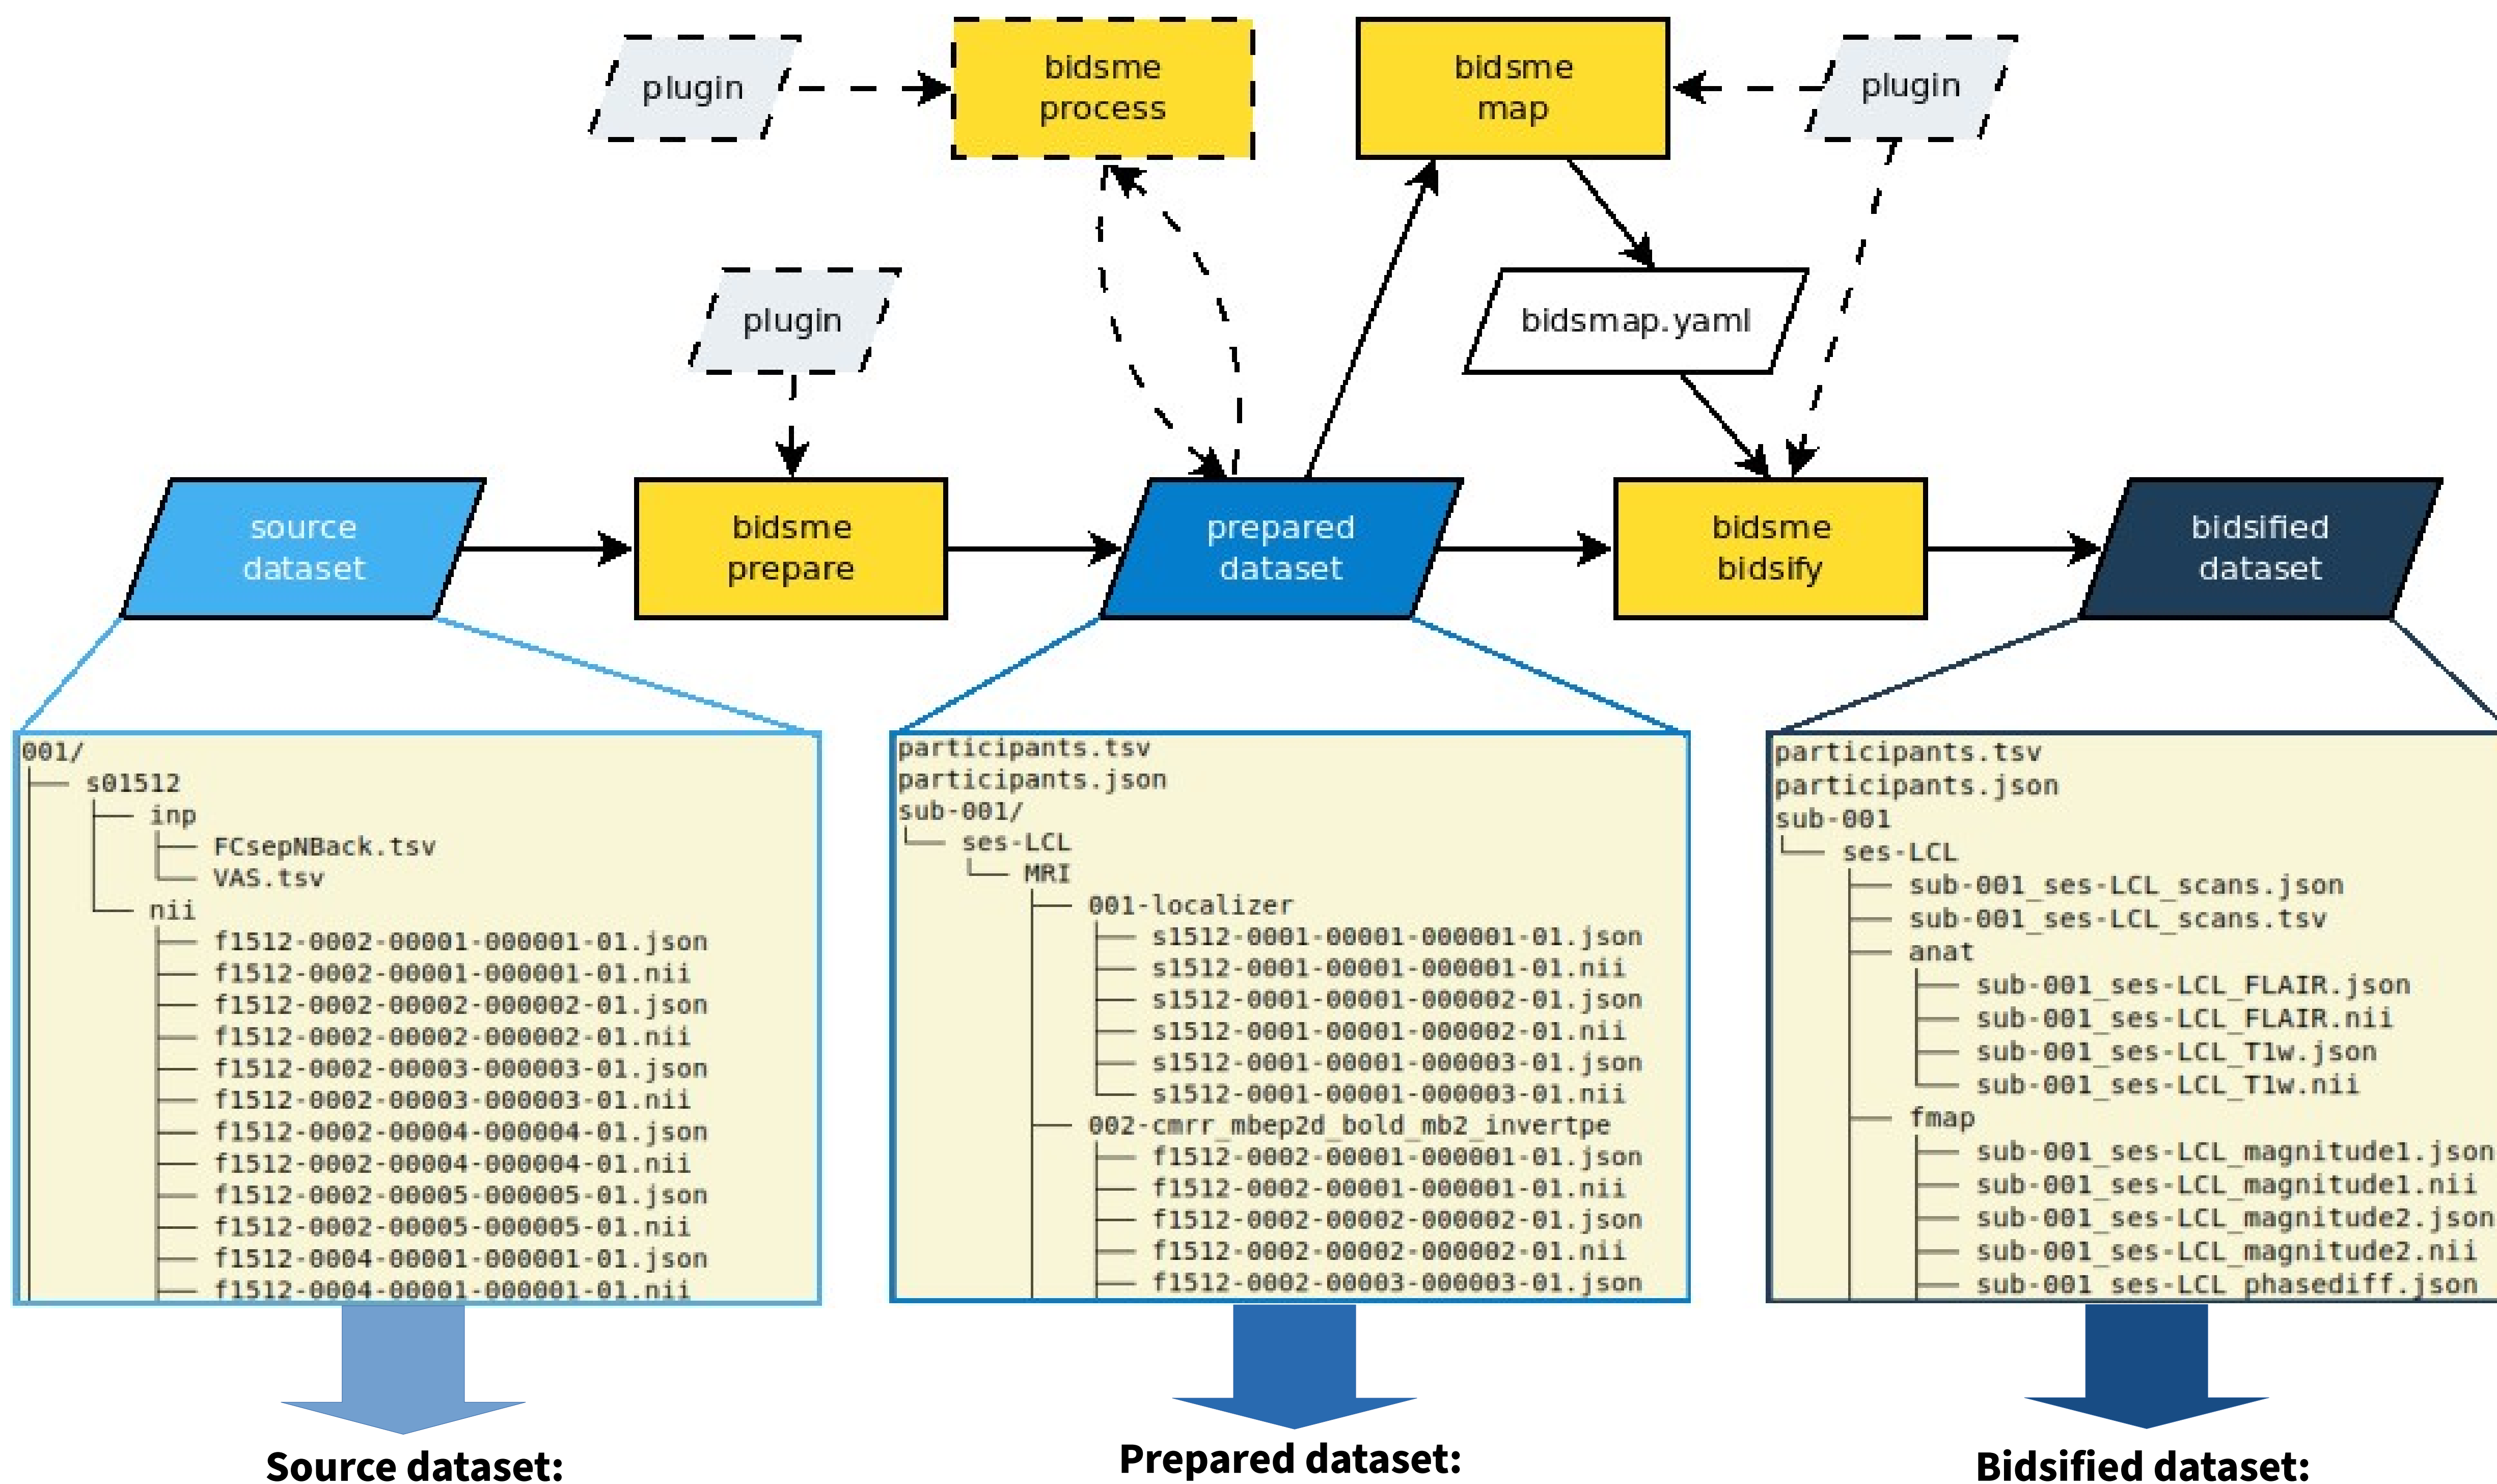 plugin
bidsme
process
bidsme
map
plugin
plugin
bidsmap.yaml
source
dataset
bidsme
prepare
prepared
dataset
bidsme
bidsify
bidsified
dataset
001/
s01512
inp
FCsepNBack.tsv
VAS.tsv
nii
f1512-0002-00001-000001-01.json
f1512-0002-00001-000001-01.nii
f1512-0002-00002-000002-01.json
f1512-0002-00002-000002-01.nii
f1512-0002-00003-000003-01.json
f1512-0002-00003-000003-01.nii
f1512-0002-00004-000004-01.json
f1512-0002-00004-000004-01.nii
f1512-0002-00005-000005-01.json
f1512-0002-00005-000005-01.nii
f1512-0004-00001-000001-01.json
f1512-0004-00001-000001-01.nii
participants.tsv
participants.json
sub-001/
ses-LCL
MRI
001-localizer
s1512-0001-00001-000001-01.json
s1512-0001-00001-000001-01.nii
s1512-0001-00001-000002-01.json
s1512-0001-00001-000002-01.nii
s1512-0001-00001-000003-01.json
s1512-0001-00001-000003-01.nii
002-cmrr_mbep2d_bold_mb2_invertpe
f1512-0002-00001-000001-01.json
f1512-0002-00001-000001-01.nii
f1512-0002-00002-000002-01.json
f1512-0002-00002-000002-01.nii
f1512-0002-00003-000003-01.json
participants.tsv
participants.json
sub-001
ses-LCL
sub-001_ses-LCL_scans.json
sub-001_ses-LCL_scans.tsv
anat
sub-001_ses-LCL_FLAIR.json
sub-001_ses-LCL_FLAIR.nii
sub-001_ses-LCL_T1w.json
sub-001_ses-LCL_T1w.nii
fmap
sub-001_ses-LCL_magnitude1.json
sub-001_ses-LCL_magnitude1.nii
sub-001_ses-LCL_magnitude2.json
sub-001_ses-LCL_magnitude2.nii
sub-001_ses-LCL_phasediff.json
Source dataset:
Prepared dataset:
Bidsified dataset: